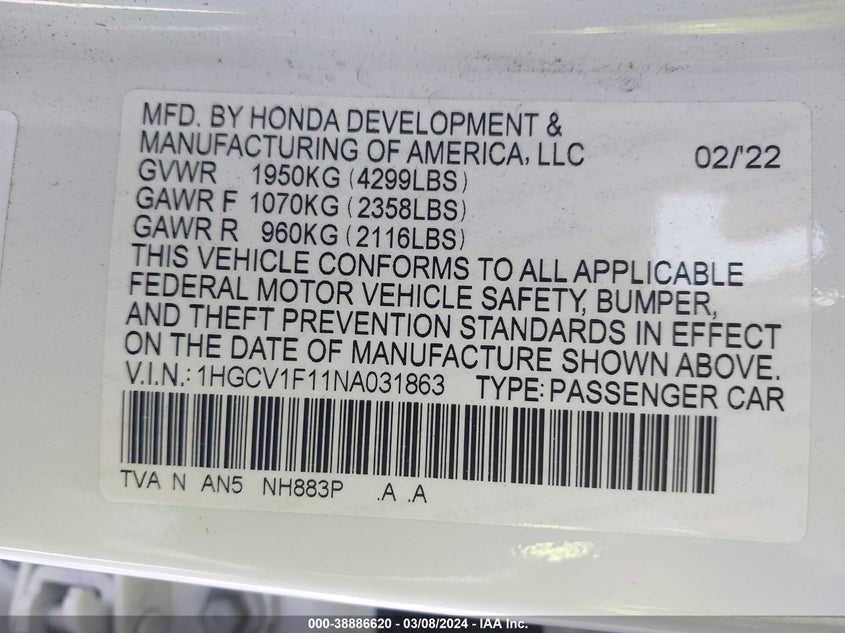 MFD. BY HONDA DEVELOPMENT &
MANUFACTURING OF AMERICA, LLC 02/'22
GVWR 1950KG (4299LBS)
GAWR F 1070KG (2358LBS)
GAWR R 960KG (2116LBS)
THIS VEHICLE CONFORMS TO ALL APPLICABLE
FEDERAL MOTOR VEHICLE SAFETY, BUMPER,
AND THEFT PREVENTION STANDARDS IN EFFECT
ON THE DATE OF MANUFACTURE SHOWN ABOVE.
V.I.N.: 1HGCV1F11NA031863 TYPE: PASSENGER CAR
TVA N AN5 NH883P .A .A
000-38886620 - 03/08/2024 - IAA Inc.